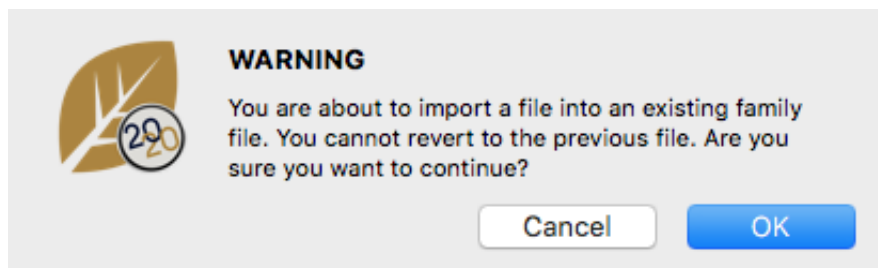 WARNING
You are about to import a file into an existing family
file. You cannot revert to the previous file. Are you
sure you want to continue?
2020
Cancel
OK